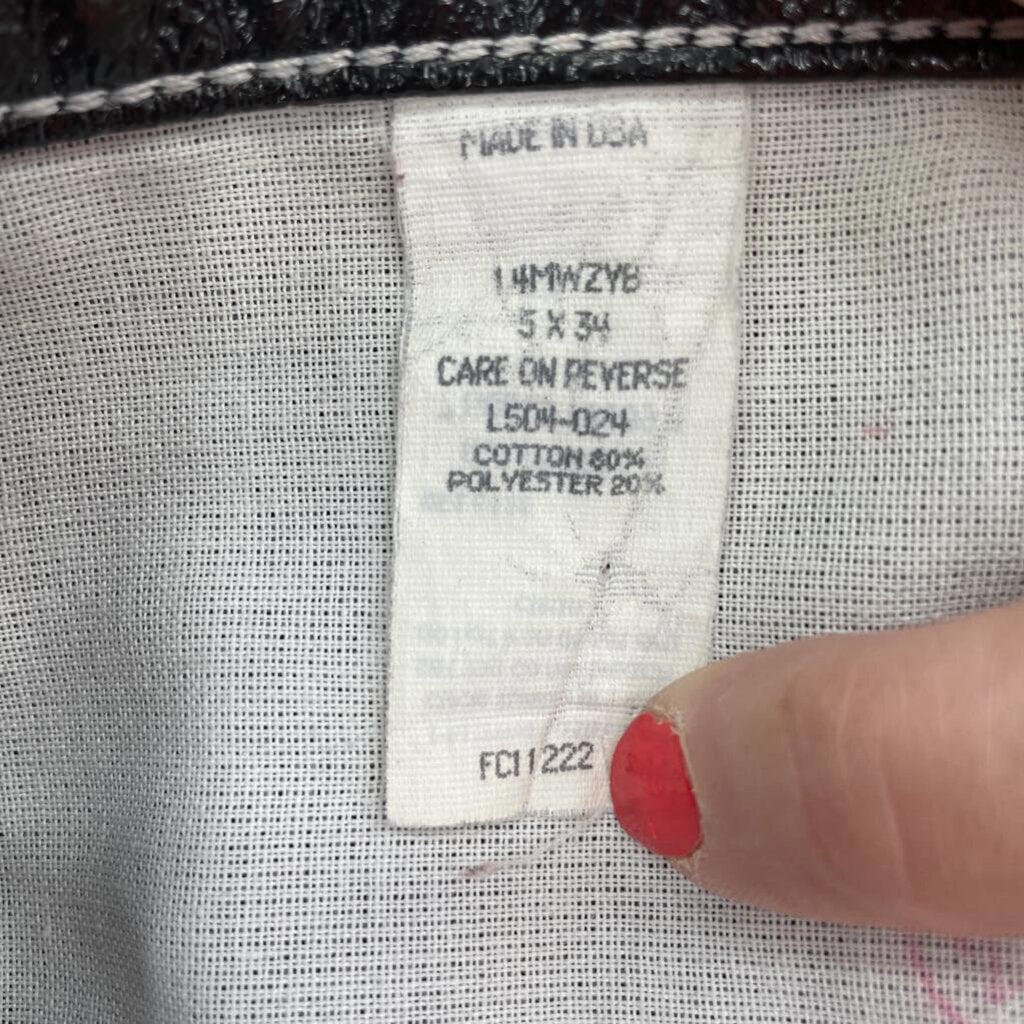 MADE IN USA
14MWZYB
5 X 34
CARE ON REVERSE
L504-024
COTTON 80%
POLYESTER 20%
FC11222